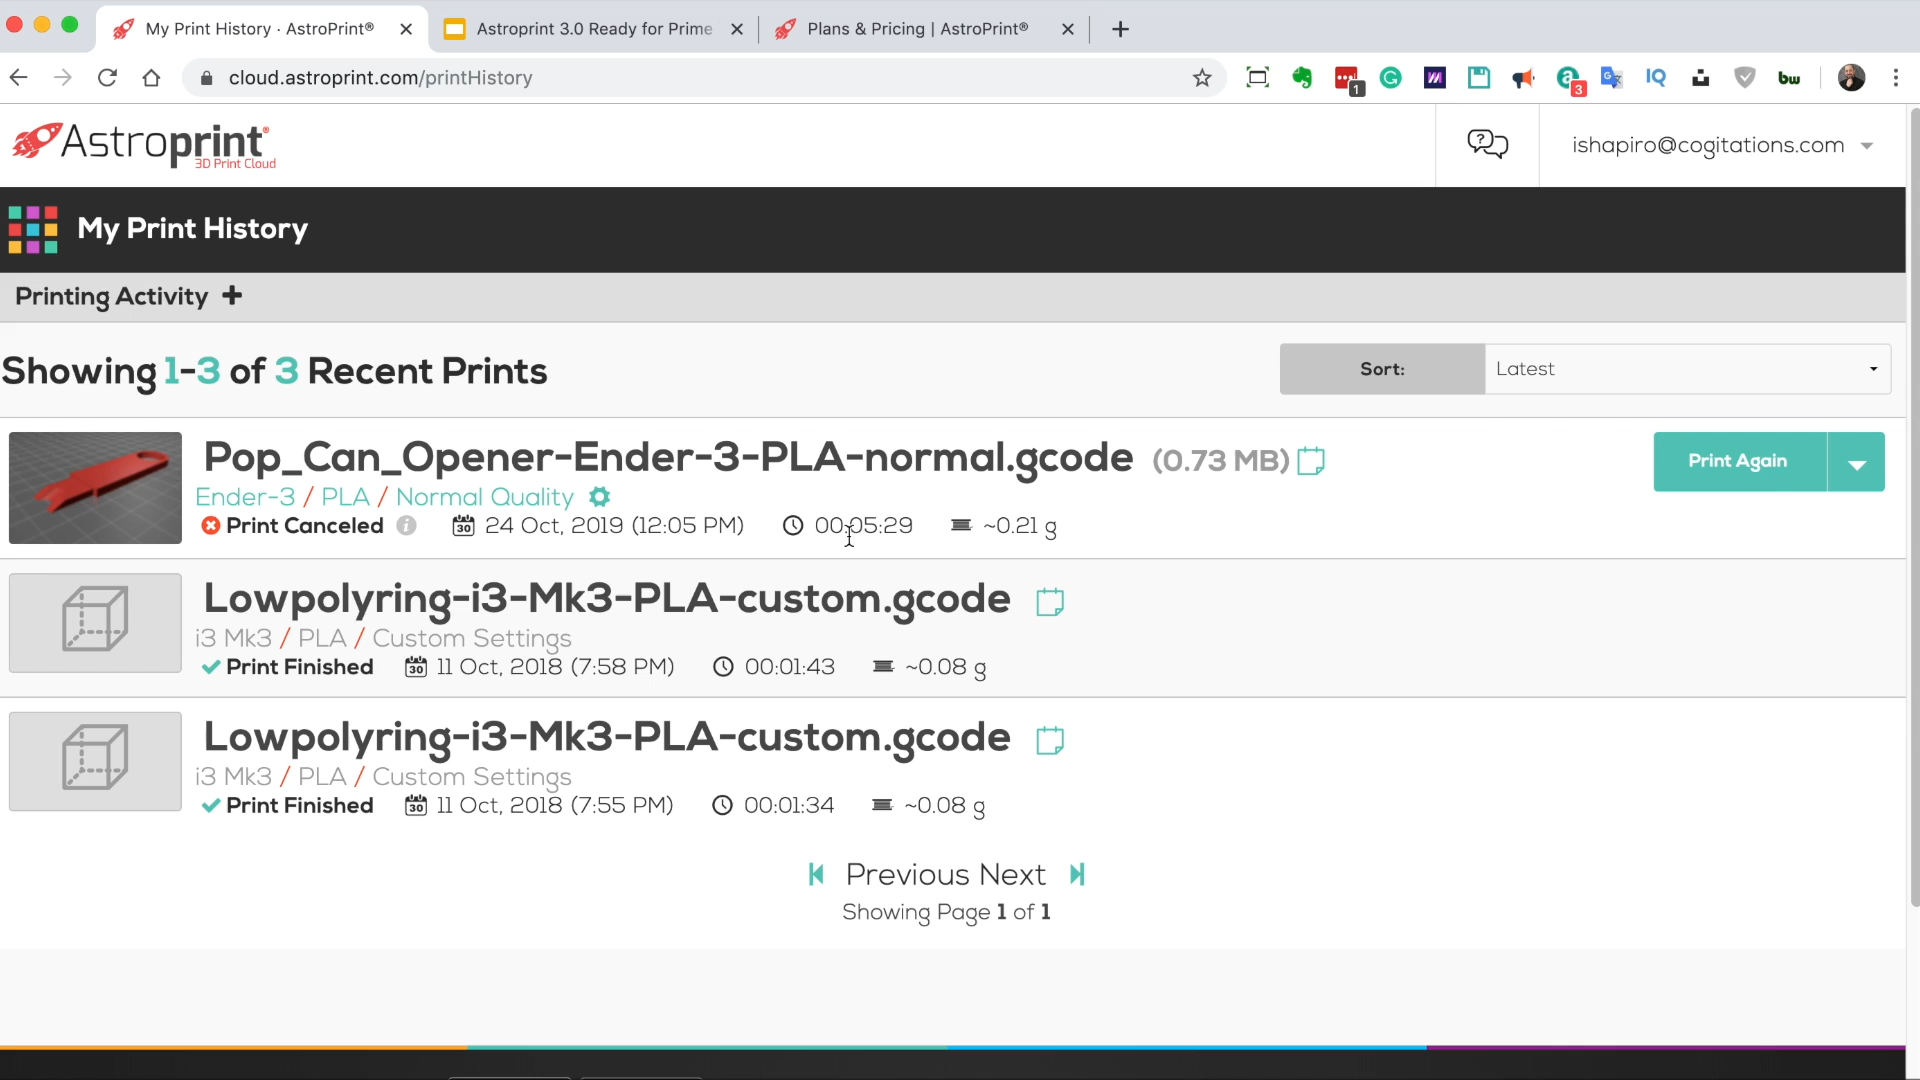 My Print History · AstroPrint®
Astroprint 3.0 Ready for Prime
Plans & Pricing | AstroPrint®
cloud.astroprint.com/printHistory
1
3
IQ
bw
Astroprint®
3D Print Cloud
ishapiro@cogitations.com
My Print History
Printing Activity +
Showing 1-3 of 3 Recent Prints
Sort:
Latest
Pop_Can_Opener-Ender-3-PLA-normal.gcode (0.73 MB)
Print Again
Ender-3 / PLA / Normal Quality
Print Canceled 24 Oct, 2019 (12:05 PM) 00:05:29 ~0.21 g
Lowpolyring-i3-Mk3-PLA-custom.gcode
i3 Mk3 / PLA / Custom Settings
Print Finished 11 Oct, 2018 (7:58 PM) 00:01:43 ~0.08 g
Lowpolyring-i3-Mk3-PLA-custom.gcode
i3 Mk3 / PLA / Custom Settings
Print Finished 11 Oct, 2018 (7:55 PM) 00:01:34 ~0.08 g
Previous Next
Showing Page 1 of 1